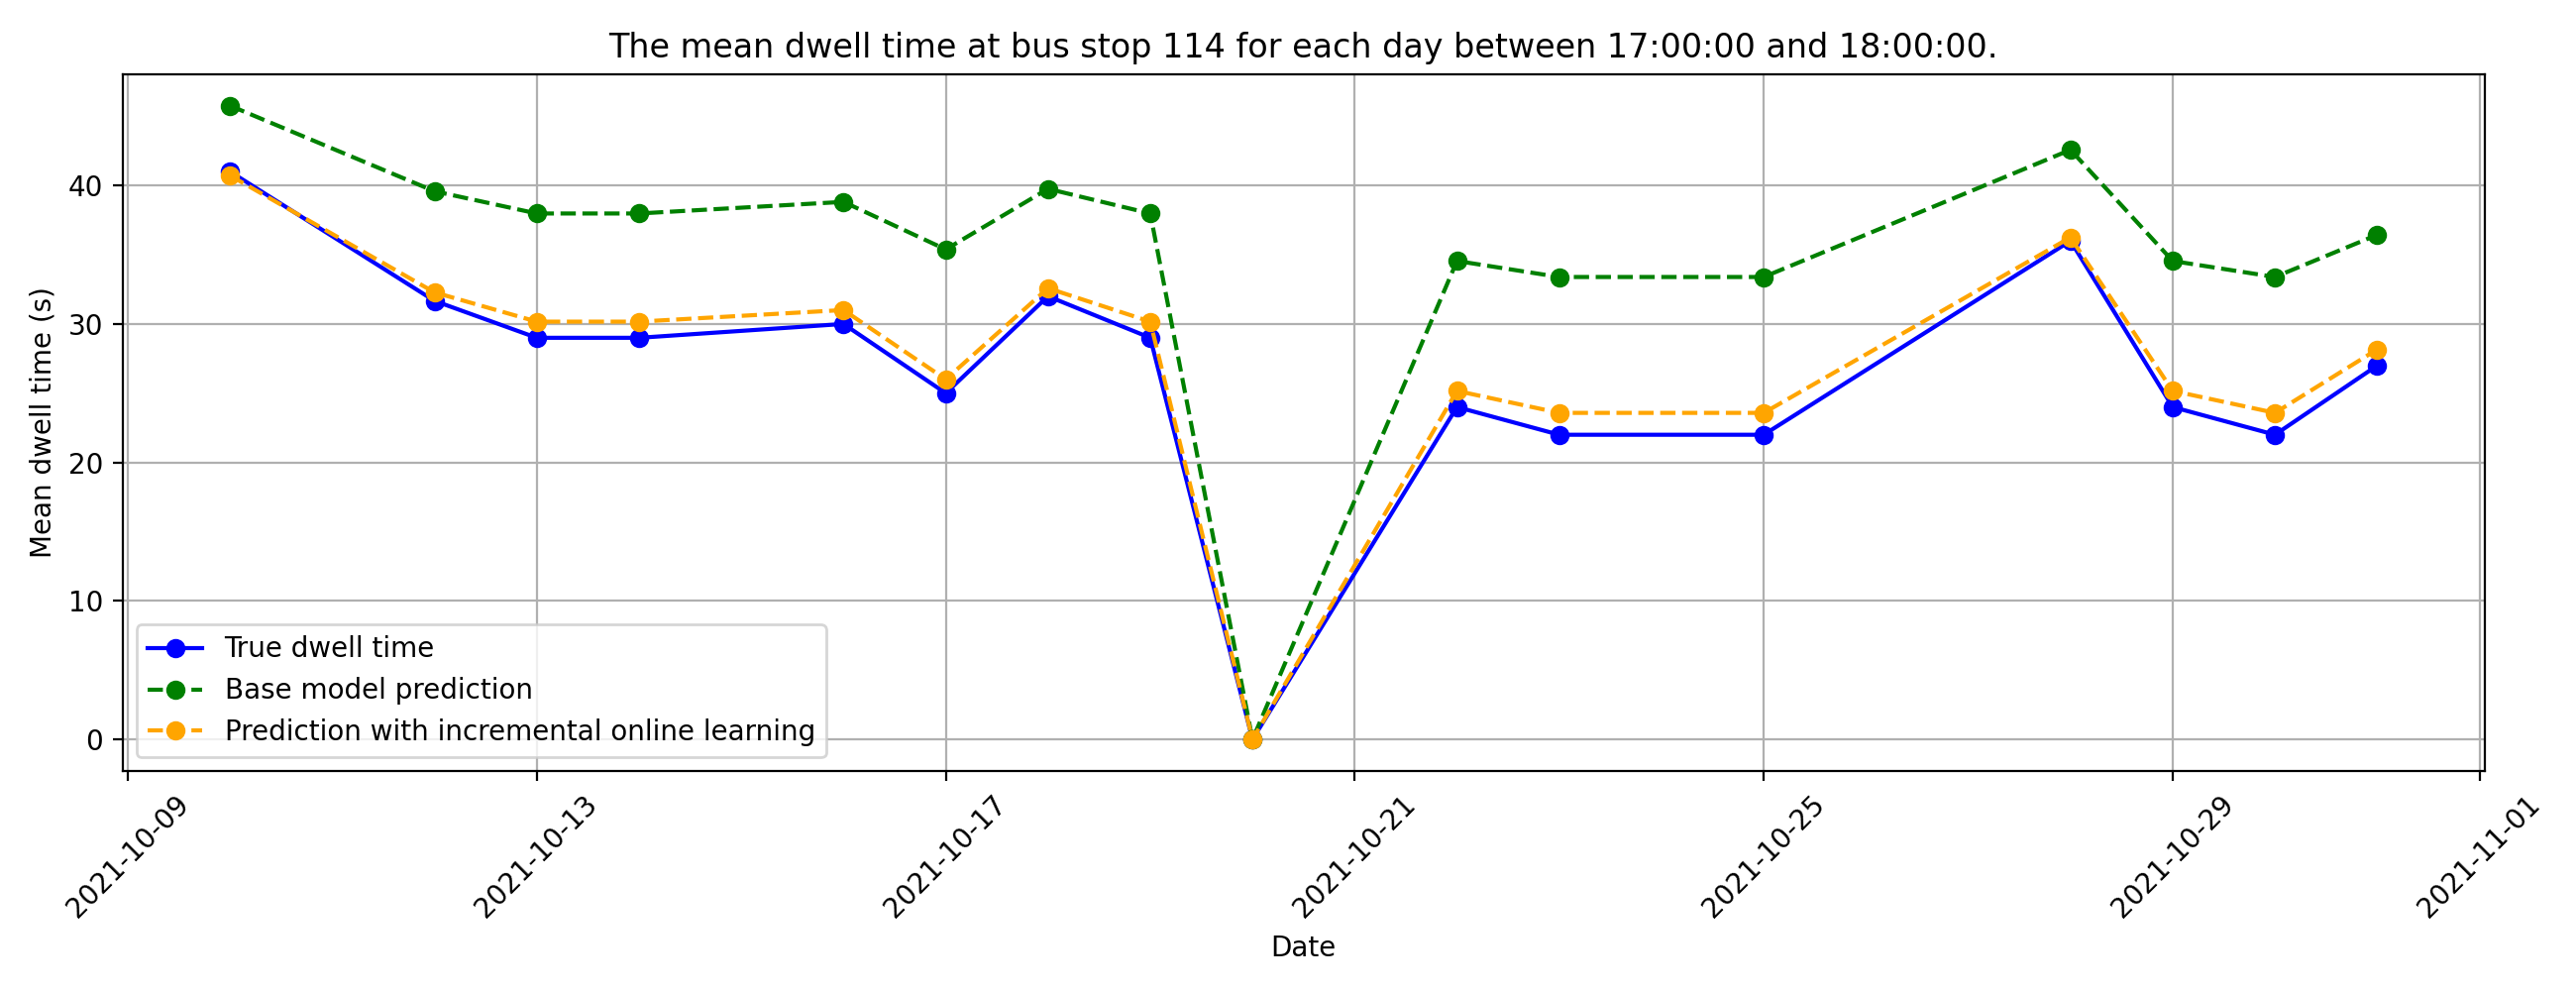 The mean dwell time at bus stop 114 for each day between 17:00:00 and 18:00:00.
Mean dwell time (s)
40
30
20
10
0
True dwell time
Base model prediction
Prediction with incremental online learning
2021-10-09
2021-10-13
2021-10-17
2021-10-21
2021-10-25
2021-10-29
2021-11-01
Date